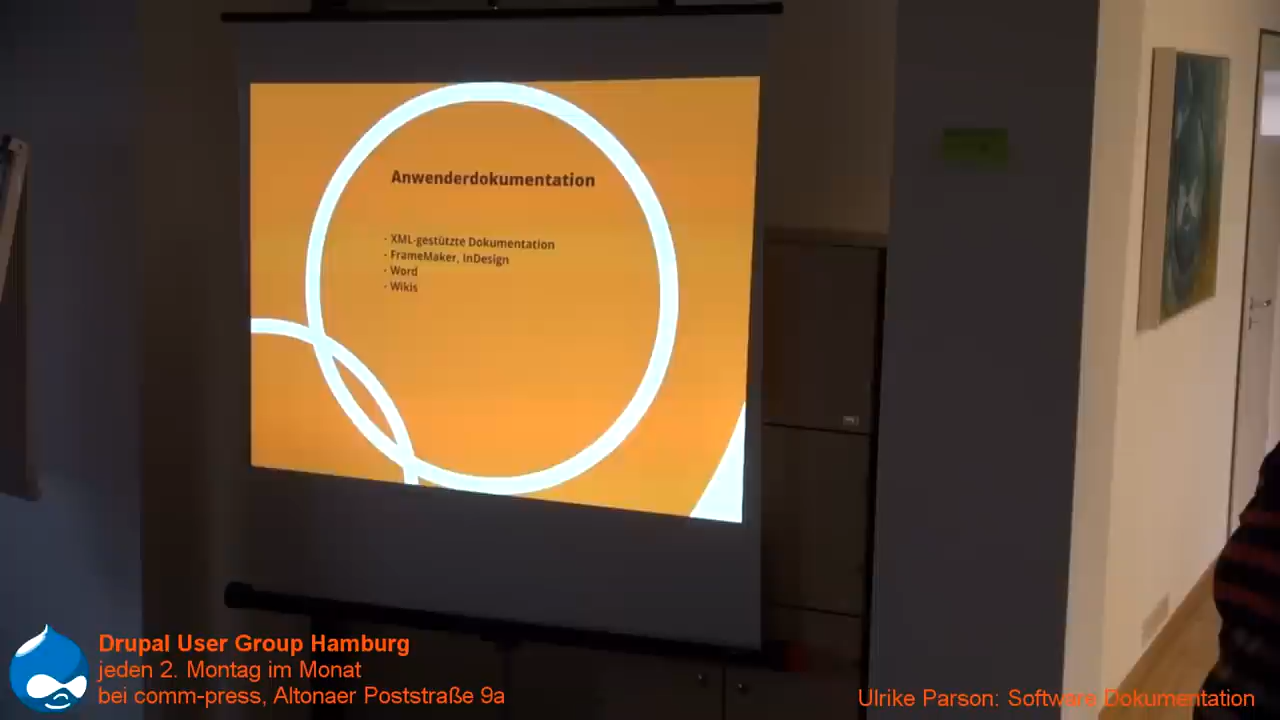 Anwenderdokumentation
- XML-gestützte Dokumentation
- FrameMaker, InDesign
- Word
- Wikis
Drupal User Group Hamburg
jeden 2. Montag im Monat
bei comm-press, Altonaer Poststraße 9a
Ulrike Parson: Software Dokumentation